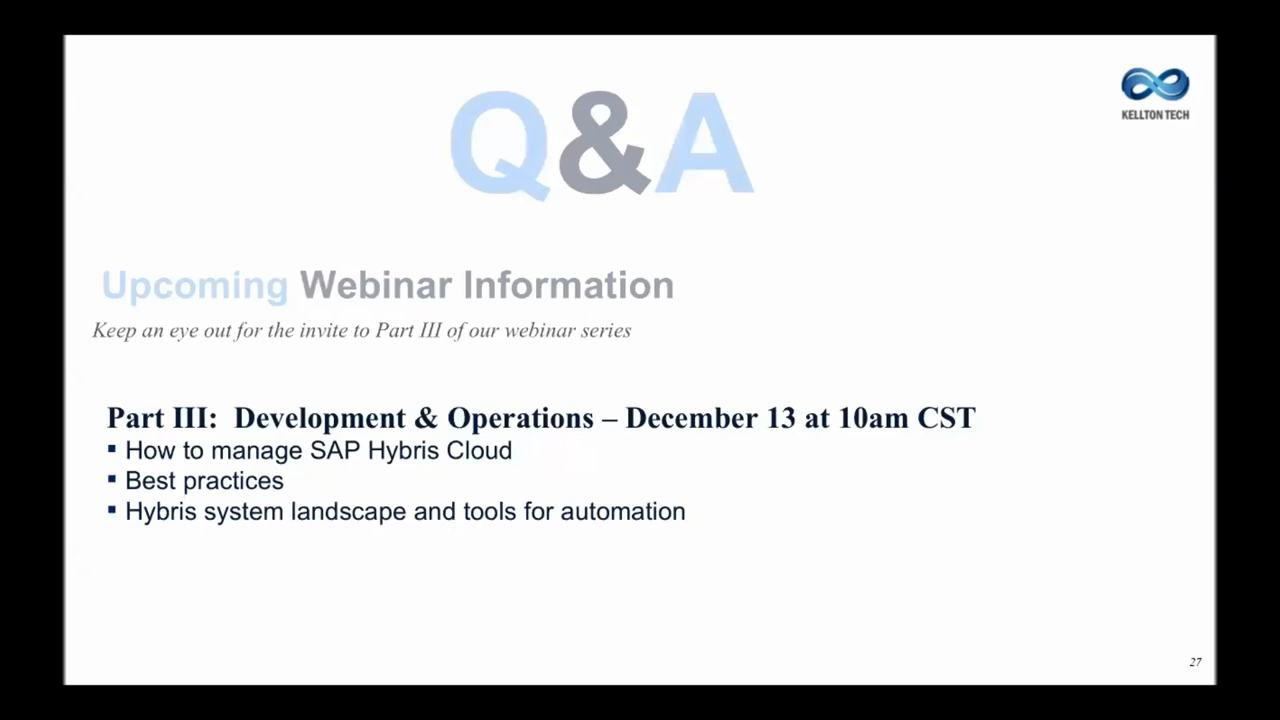 Q&A
KELLTON TECH
Upcoming Webinar Information
Keep an eye out for the invite to Part III of our webinar series
Part III: Development & Operations – December 13 at 10am CST
▪ How to manage SAP Hybris Cloud
▪ Best practices
▪ Hybris system landscape and tools for automation
27